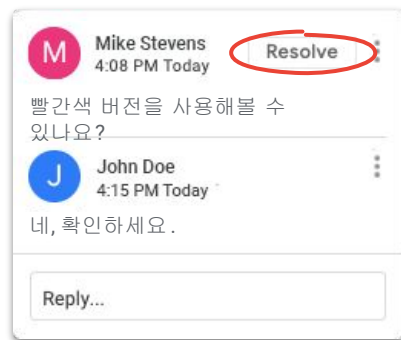 M
Mike Stevens
Resolve
4:08 PM Today
빨간색 버전을 사용해볼 수
있나요?
J
John Doe
4:15 PM Today
네, 확인하세요.
Reply...